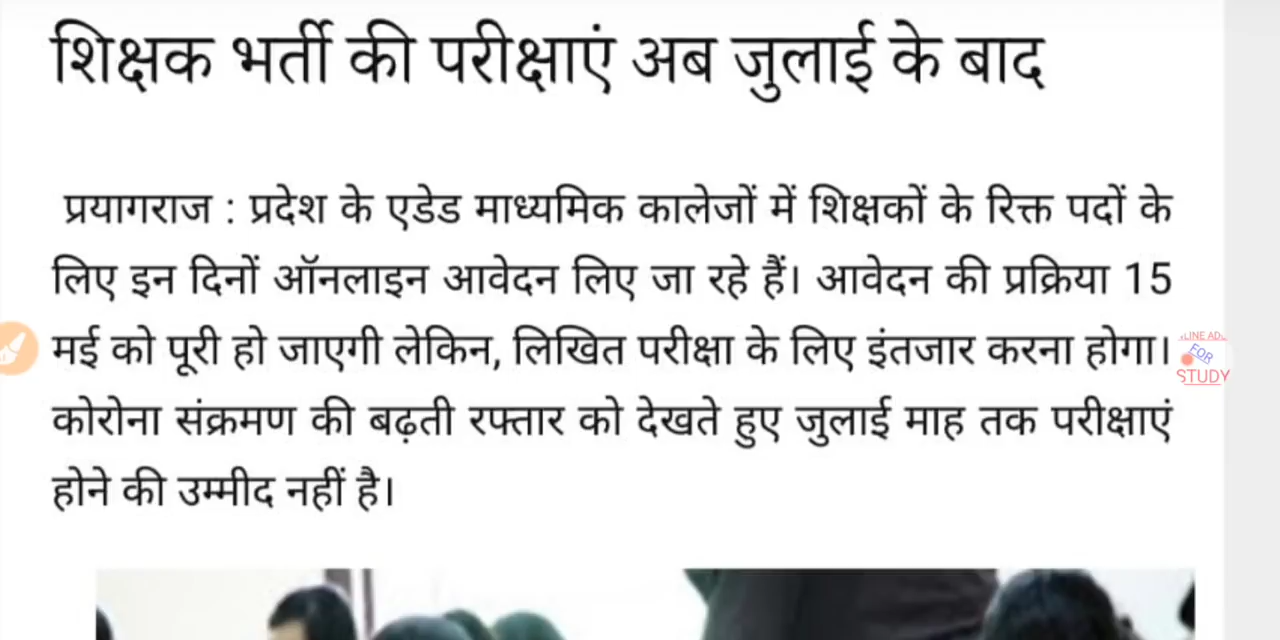 शिक्षक भर्ती की परीक्षाएं अब जुलाई के बाद
प्रयागराज : प्रदेश के एडेड माध्यमिक कालेजों में शिक्षकों के रिक्त पदों के
लिए इन दिनों ऑनलाइन आवेदन लिए जा रहे हैं। आवेदन की प्रक्रिया 15
मई को पूरी हो जाएगी लेकिन, लिखित परीक्षा के लिए इंतजार करना होगा।
कोरोना संक्रमण की बढ़ती रफ्तार को देखते हुए जुलाई माह तक परीक्षाएं
होने की उम्मीद नहीं है।
FOR
STUDY